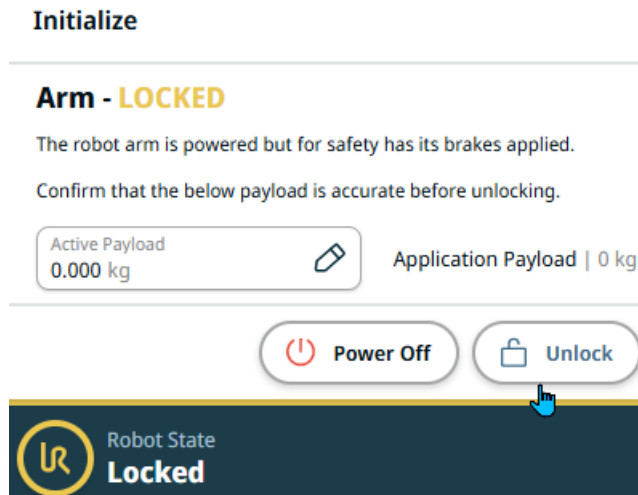 Initialize
Arm - LOCKED
The robot arm is powered but for safety has its brakes applied.
Confirm that the below payload is accurate before unlocking.
Active Payload
0.000 kg
Application Payload | 0 kg
Power Off
Unlock
Robot State
Locked